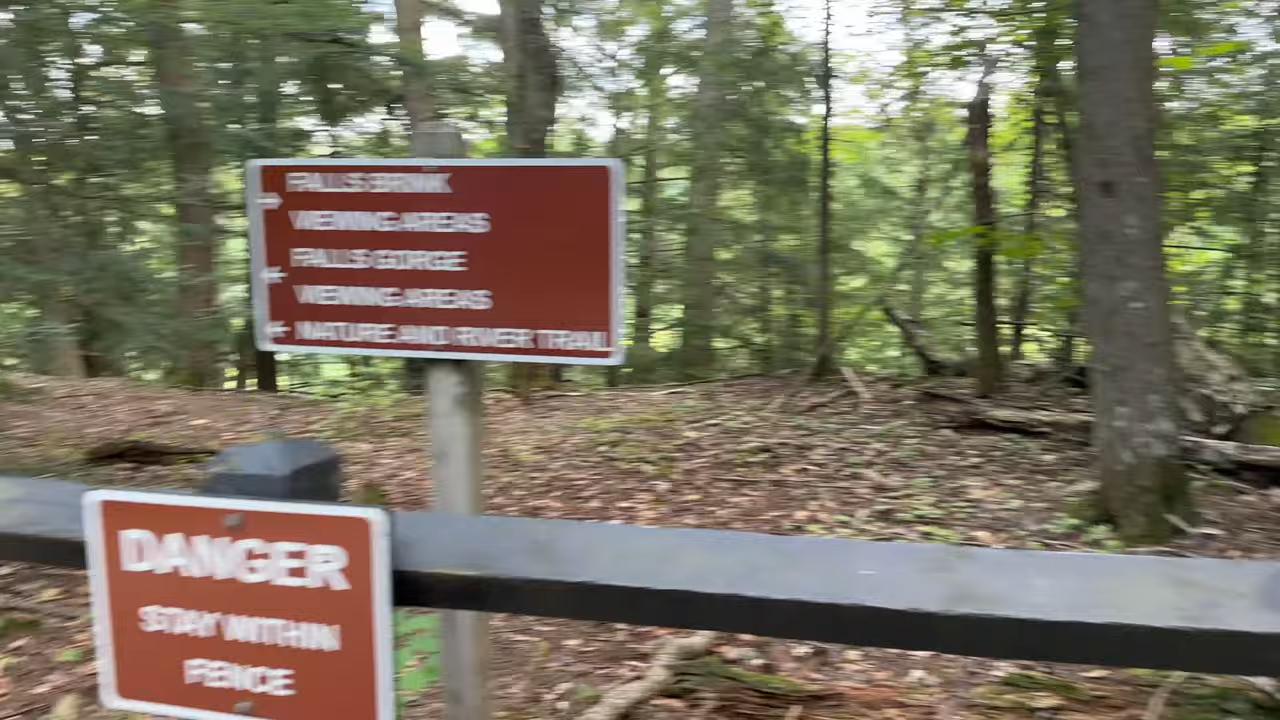 FALLS BRINK
→
VIEWING AREAS
FALLS GORGE
←
VIEWING AREAS
← NATURE AND RIVER TRAIL
DANGER
STAY WITHIN
FENCE